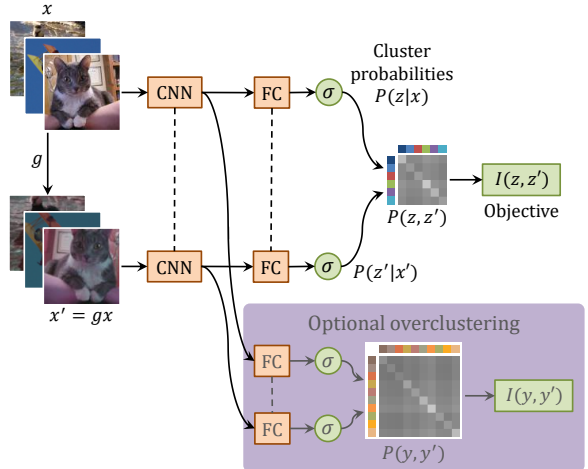 x
g
x′ = gx
CNN
FC
σ
Cluster
probabilities
P(z|x)
CNN
FC
σ
P(z′|x′)
P(z, z′)
I(z, z′)
Objective
Optional overclustering
FC
σ
FC
σ
P(y, y′)
I(y, y′)